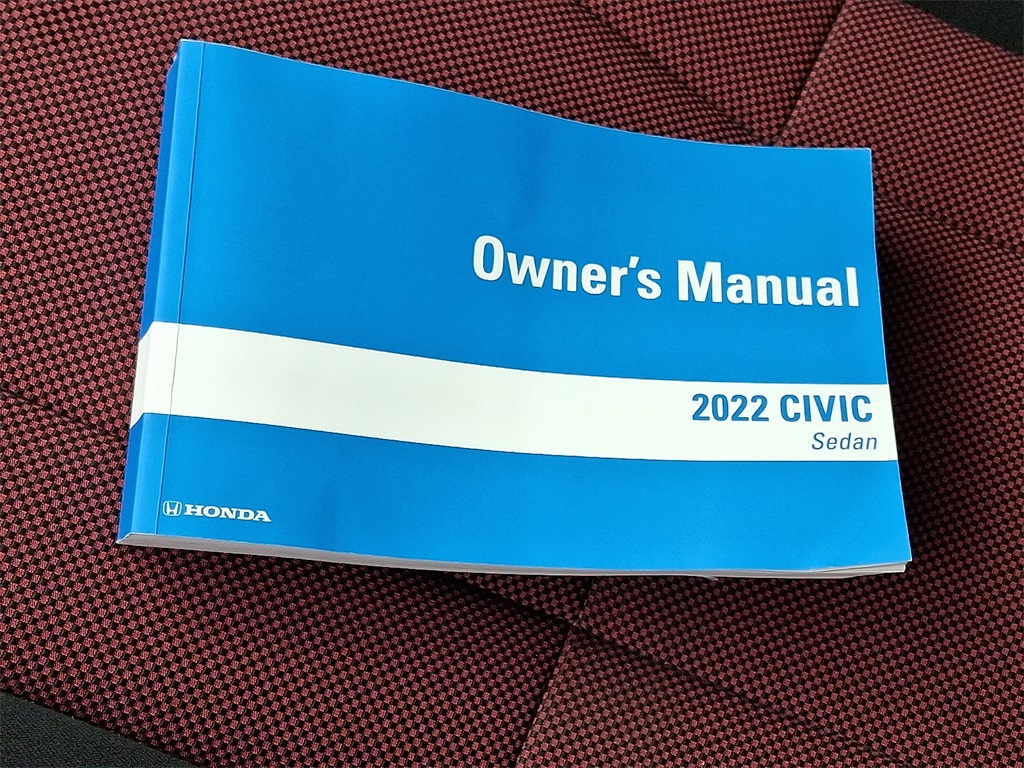 Owner's Manual
2022 CIVIC
Sedan
HONDA